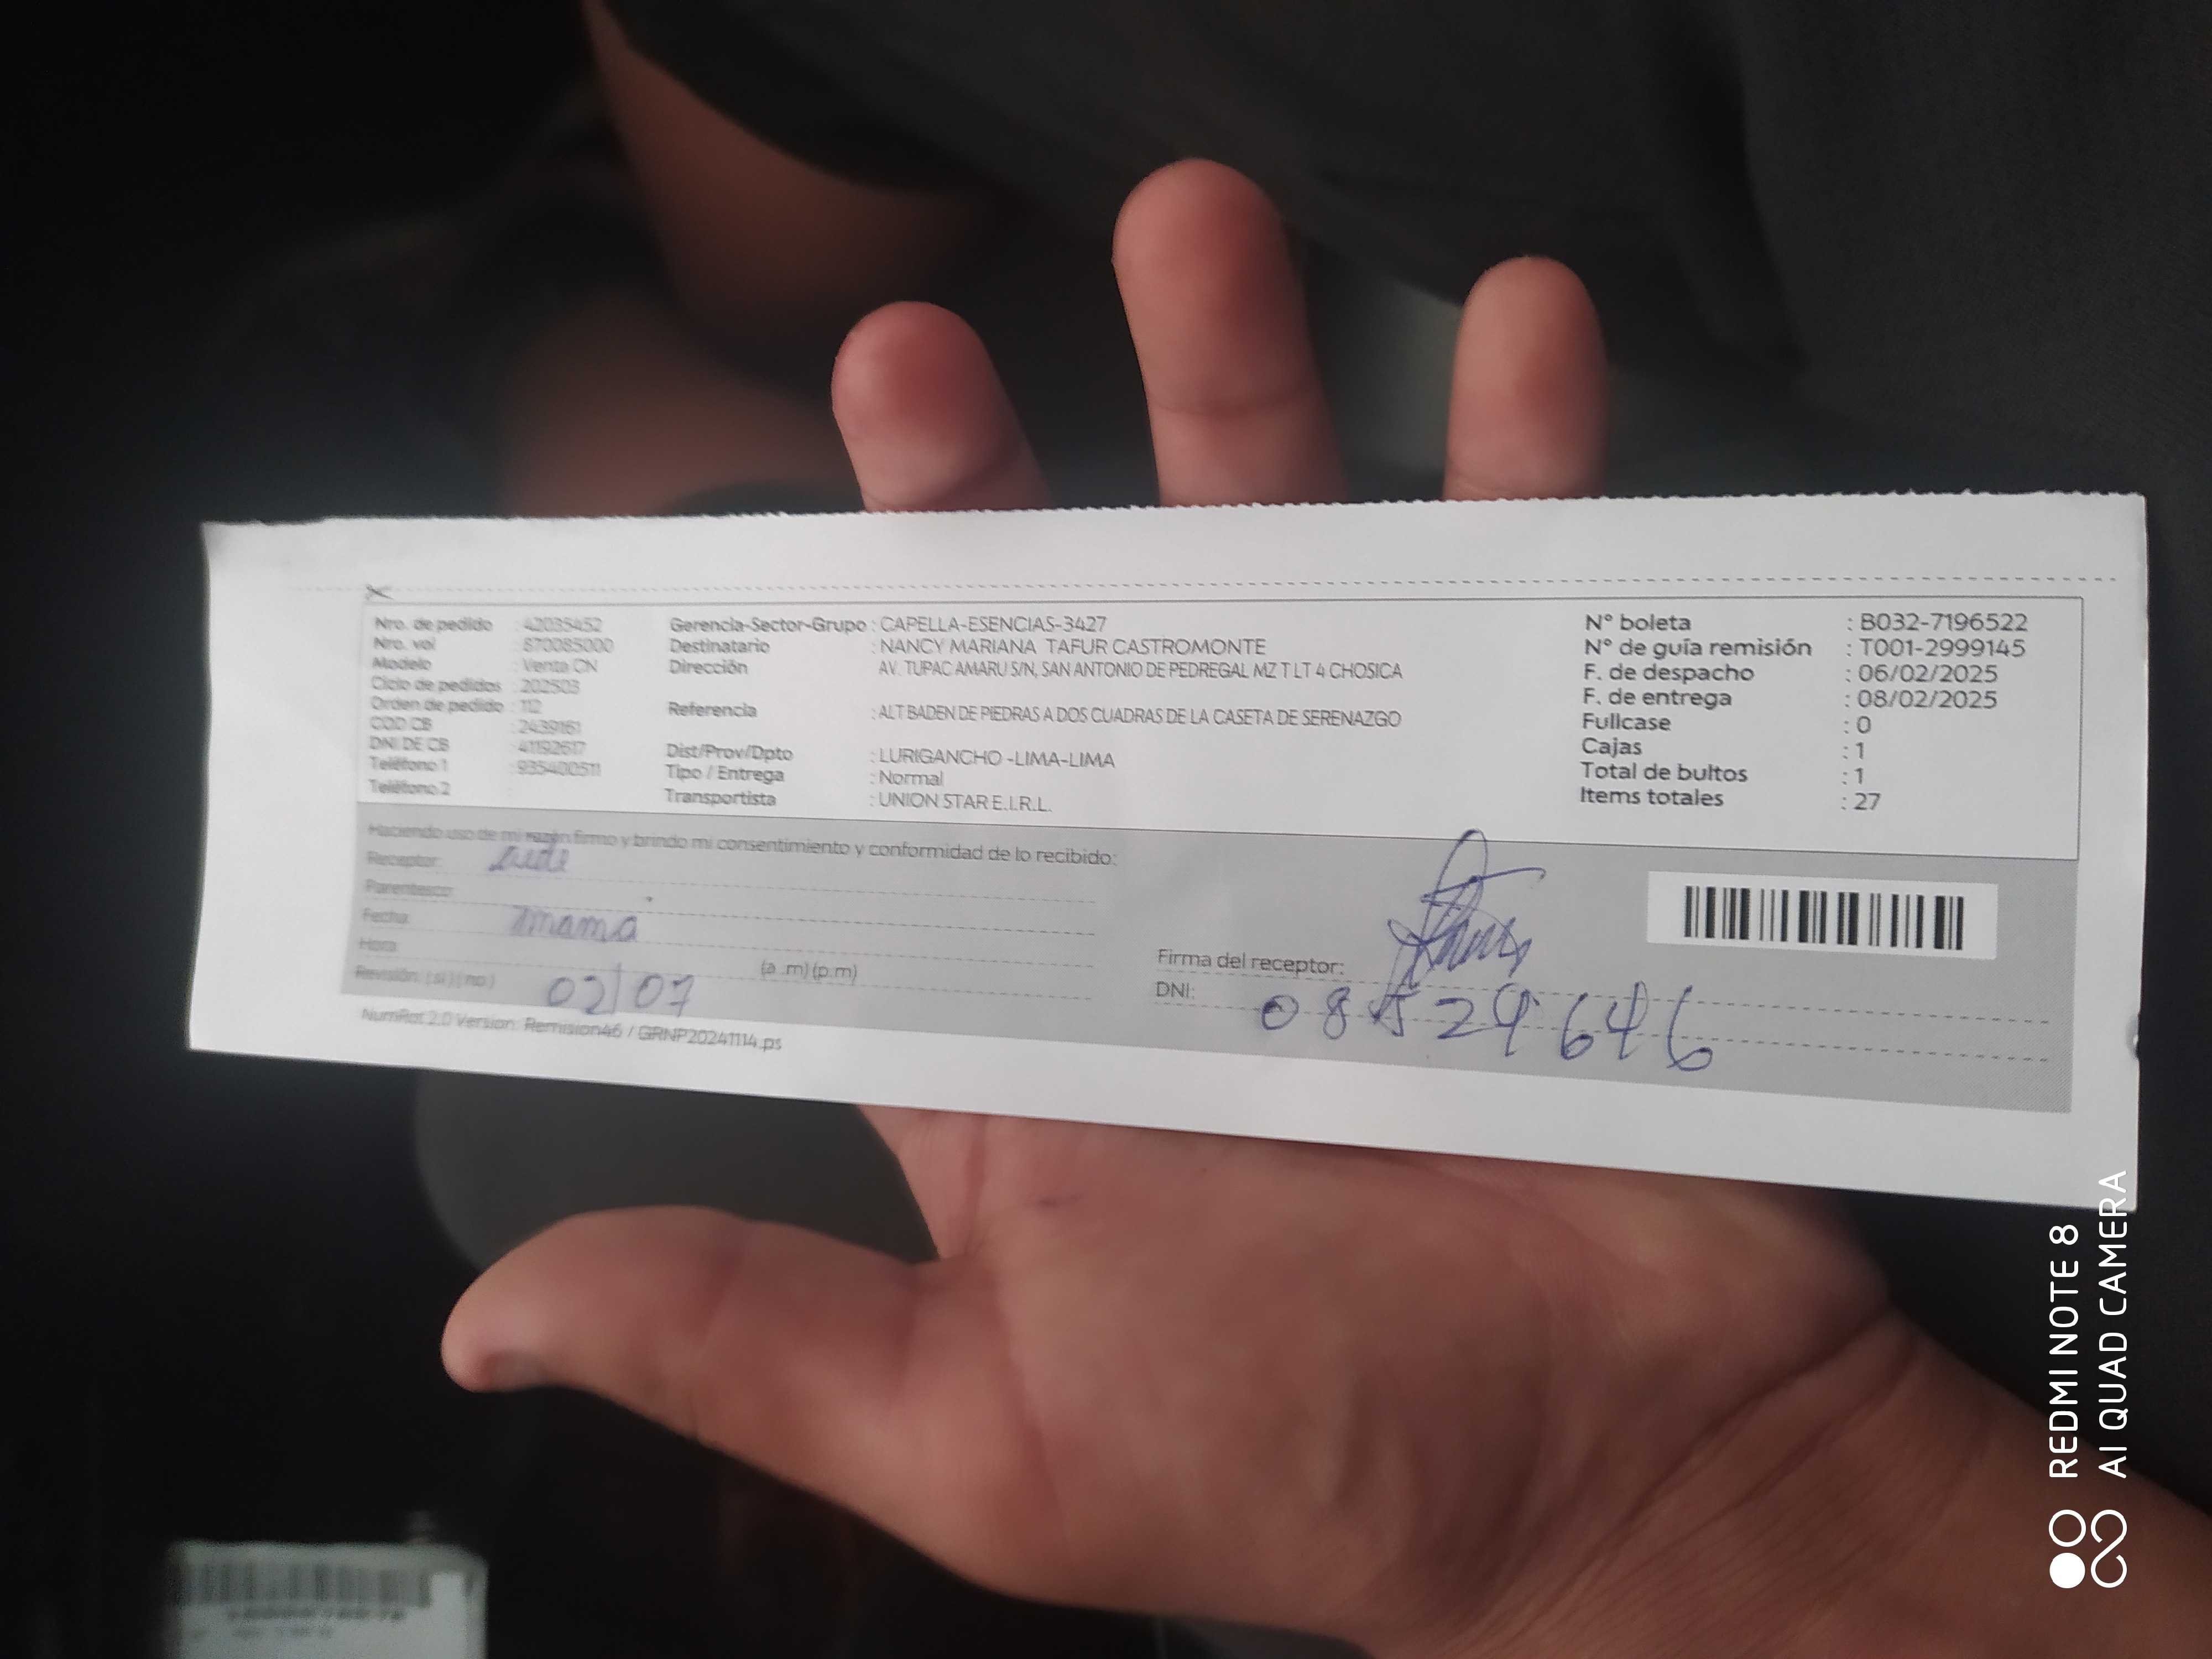 Nro. de pedido : 42035452
Nro. vol : 870085000
Modelo : Venta CN
Ciclo de pedidos : 202503
Orden de pedido : 112
COD CB : 2439161
DNI DE CB : 41192617
Teléfono 1 : 935400511
Teléfono 2
Gerencia-Sector-Grupo : CAPELLA-ESENCIAS-3427
Destinatario : NANCY MARIANA TAFUR CASTROMONTE
Dirección AV. TUPAC AMARU S/N, SAN ANTONIO DE PEDREGAL MZ T LT 4 CHOSICA
Referencia : ALT BADEN DE PIEDRAS A DOS CUADRAS DE LA CASETA DE SERENAZGO
Dist/Prov/Dpto : LURIGANCHO -LIMA-LIMA
Tipo / Entrega : Normal
Transportista : UNION STAR E.I.R.L.
N° boleta : B032-7196522
N° de guía remisión : T001-2999145
F. de despacho : 06/02/2025
F. de entrega : 08/02/2025
Fullcase : 0
Cajas : 1
Total de bultos : 1
Items totales : 27
Haciendo uso de mi razón firmo y brindo mi consentimiento y conformidad de lo recibido:
Receptor:
Parentesco:
Fecha: mamá
Hora: (a .m) (p.m)
Revisión: (si) (no) 02/07
Firma del receptor:
DNI: 08529646
NumRot 2.0 Version: Remision46 / GRNP20241114.ps
REDMI NOTE 8
AI QUAD CAMERA